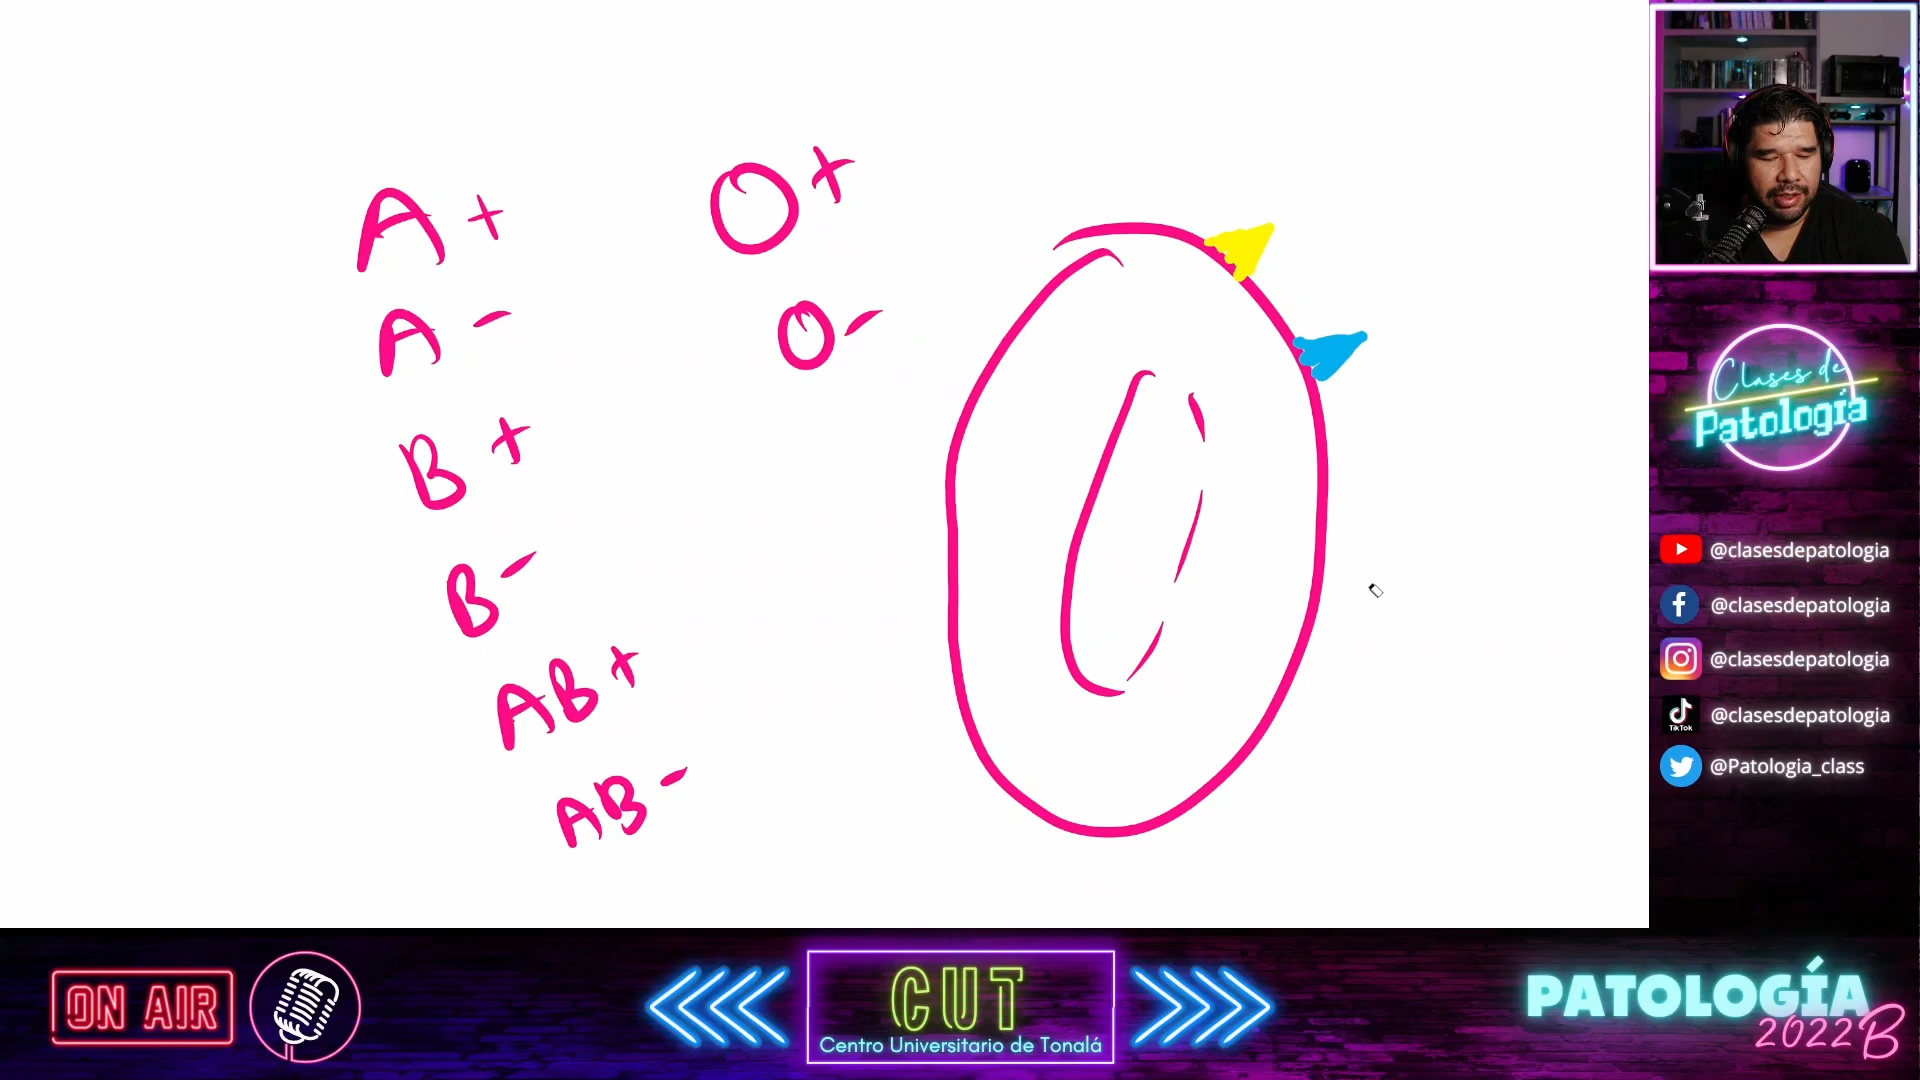 A +
A -
B +
B -
AB +
AB -
O +
O -
Clases de
Patología
@clasesdepatologia
@clasesdepatologia
@clasesdepatologia
TikTok
@clasesdepatologia
@Patologia_class
ON AIR
CUT
Centro Universitario de Tonalá
PATOLOGÍA
2022B